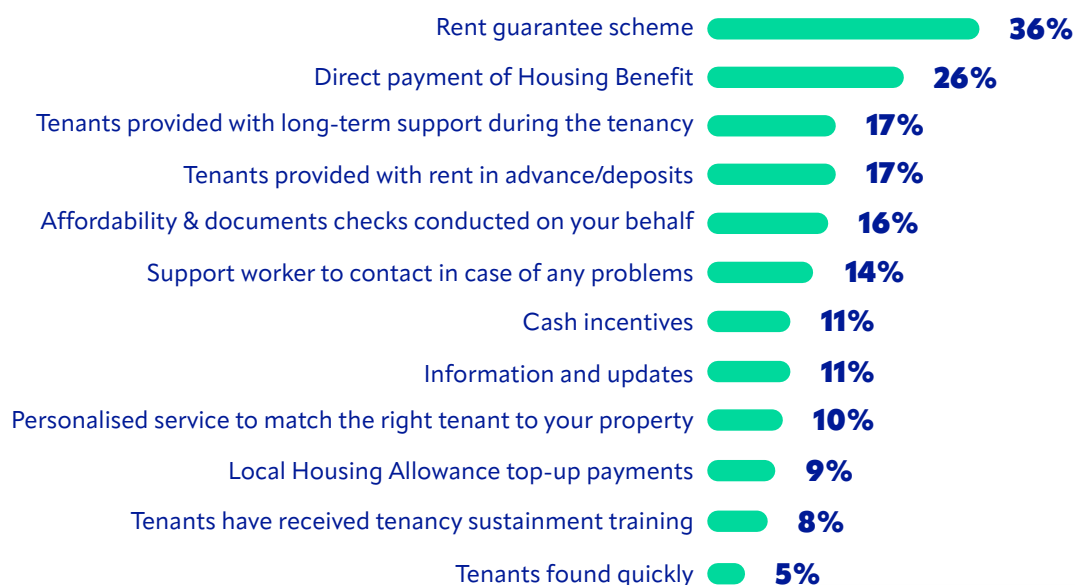 Rent guarantee scheme 36%
Direct payment of Housing Benefit 26%
Tenants provided with long-term support during the tenancy 17%
Tenants provided with rent in advance/deposits 17%
Affordability & documents checks conducted on your behalf 16%
Support worker to contact in case of any problems 14%
Cash incentives 11%
Information and updates 11%
Personalised service to match the right tenant to your property 10%
Local Housing Allowance top-up payments 9%
Tenants have received tenancy sustainment training 8%
Tenants found quickly 5%